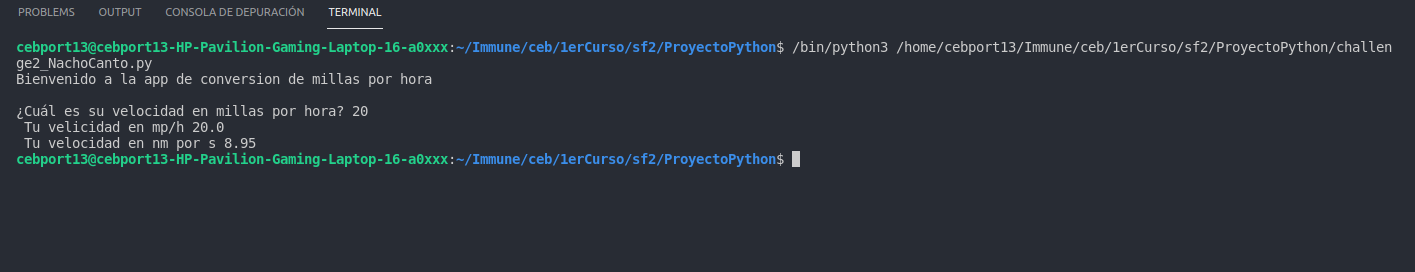 PROBLEMS OUTPUT CONSOLA DE DEPURACIÓN TERMINAL
cebport13@cebport13-HP-Pavilion-Gaming-Laptop-16-a0xxx:~/Immune/ceb/1erCurso/sf2/ProyectoPython$ /bin/python3 /home/cebport13/Immune/ceb/1erCurso/sf2/ProyectoPython/challen
ge2_NachoCanto.py
Bienvenido a la app de conversion de millas por hora
¿Cuál es su velocidad en millas por hora? 20
Tu velicidad en mp/h 20.0
Tu velocidad en nm por s 8.95
cebport13@cebport13-HP-Pavilion-Gaming-Laptop-16-a0xxx:~/Immune/ceb/1erCurso/sf2/ProyectoPython$